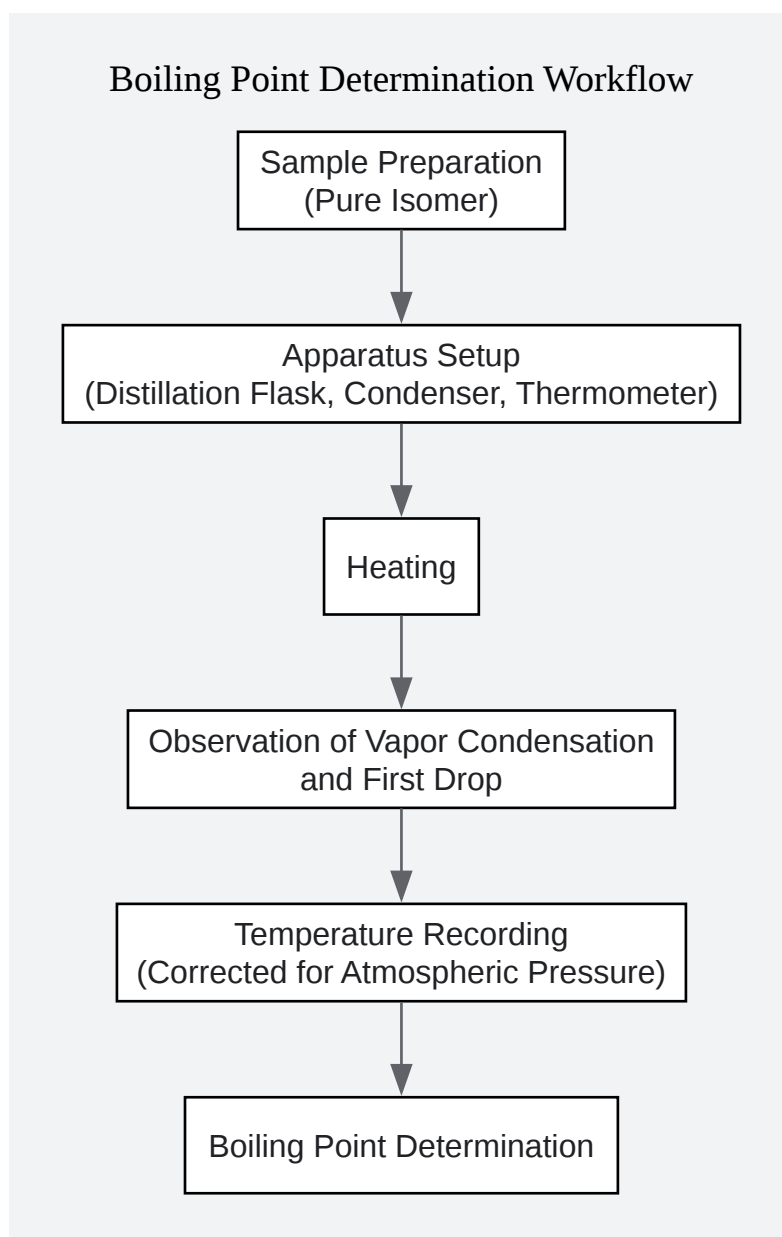 Boiling Point Determination Workflow
Sample Preparation
(Pure Isomer)
Apparatus Setup
(Distillation Flask, Condenser, Thermometer)
Heating
Observation of Vapor Condensation
and First Drop
Temperature Recording
(Corrected for Atmospheric Pressure)
Boiling Point Determination